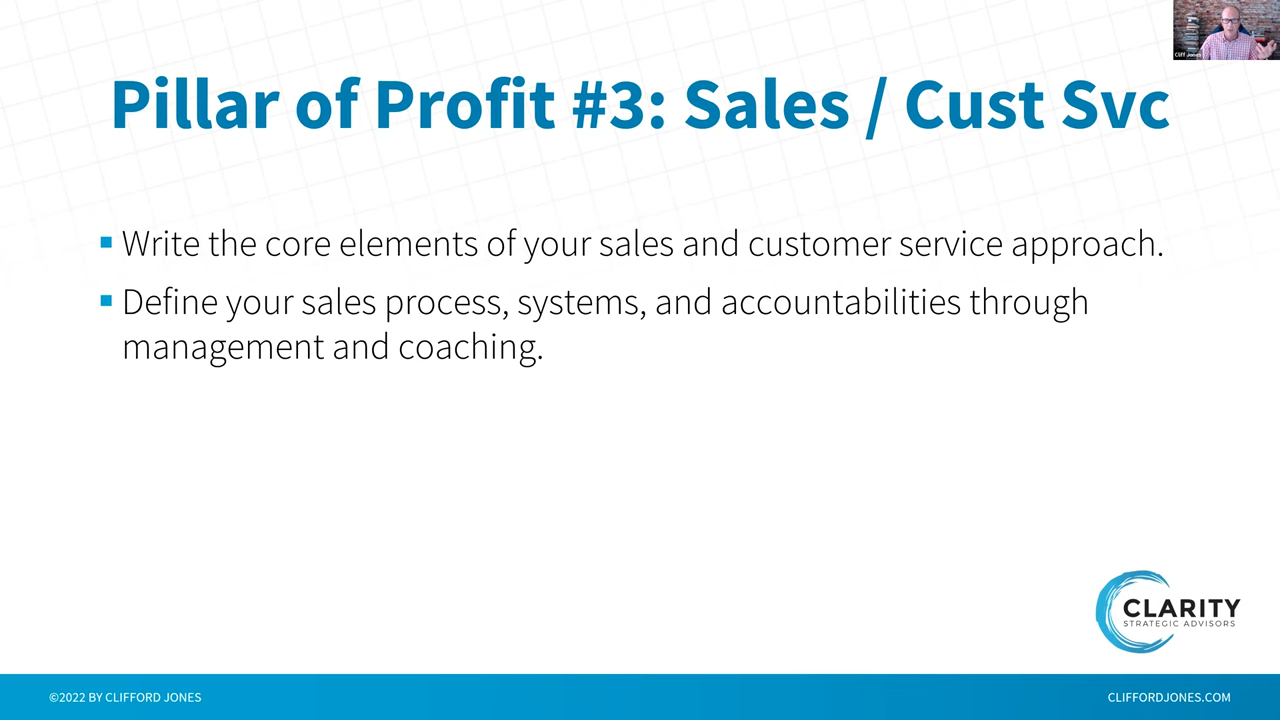 Cliff Jones
Pillar of Profit #3: Sales / Cust Svc
Write the core elements of your sales and customer service approach.
Define your sales process, systems, and accountabilities through
management and coaching.
CLARITY
STRATEGIC ADVISORS
©2022 BY CLIFFORD JONES
CLIFFORDJONES.COM